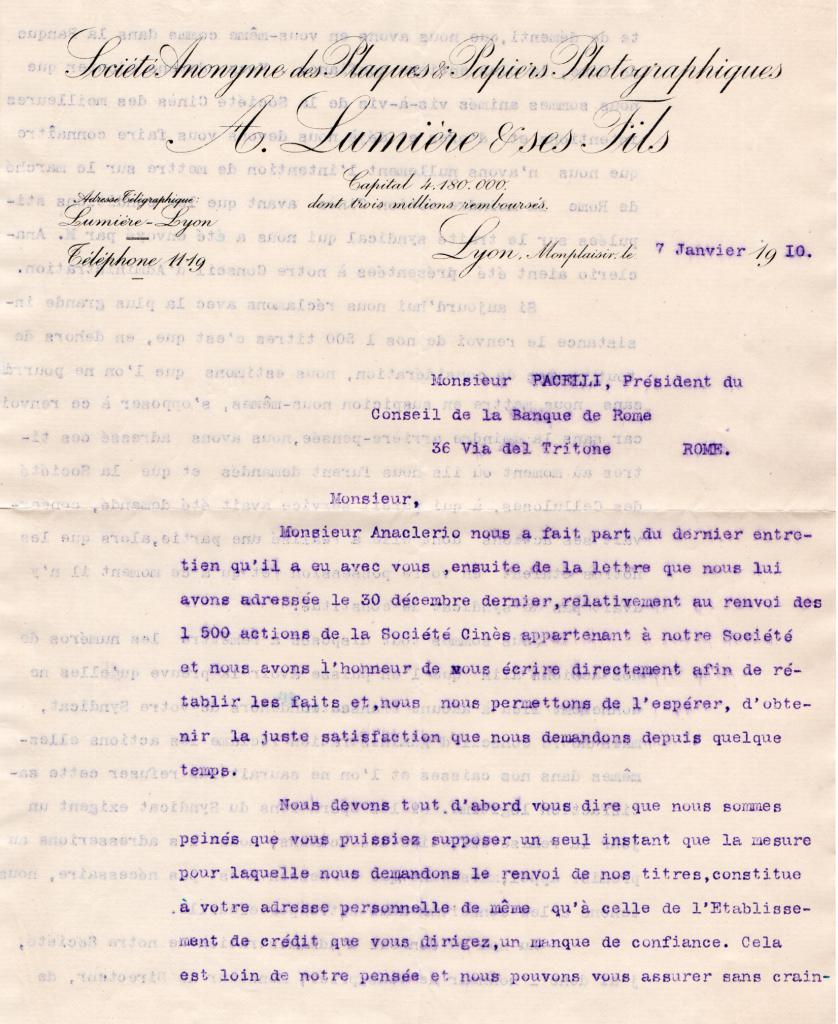 Société Anonyme des Plaques & Papiers Photographiques
A. Lumière & ses Fils
Capital 4.180.000.
dont trois millions remboursés.
Adresse Télégraphique:
Lumière-Lyon
Téléphone 11-19
Lyon, Monplaisir, le 7 Janvier 1910.
Monsieur PACELLI, Président du
Conseil de la Banque de Rome
36 Via del Tritone ROME.
Monsieur,
Monsieur Anaclerio nous a fait part du dernier entre-
tien qu'il a eu avec vous ,ensuite de la lettre que nous lui
avons adressée le 30 décembre dernier,relativement au renvoi des
1 500 actions de la Société Cinès appartenant à notre Société
et nous avons l'honneur de vous écrire directement afin de ré-
tablir les faits et,nous nous permettons de l'espérer, d'obte-
nir la juste satisfaction que nous demandons depuis quelque
temps.
Nous devons tout d'abord vous dire que nous sommes
peinés que vous puissiez supposer un seul instant que la mesure
pour laquelle nous demandons le renvoi de nos titres,constitue
à votre adresse personnelle de même qu'à celle de l'Etablisse-
ment de crédit que vous dirigez,un manque de confiance. Cela
est loin de notre pensée et nous pouvons vous assurer sans crain-